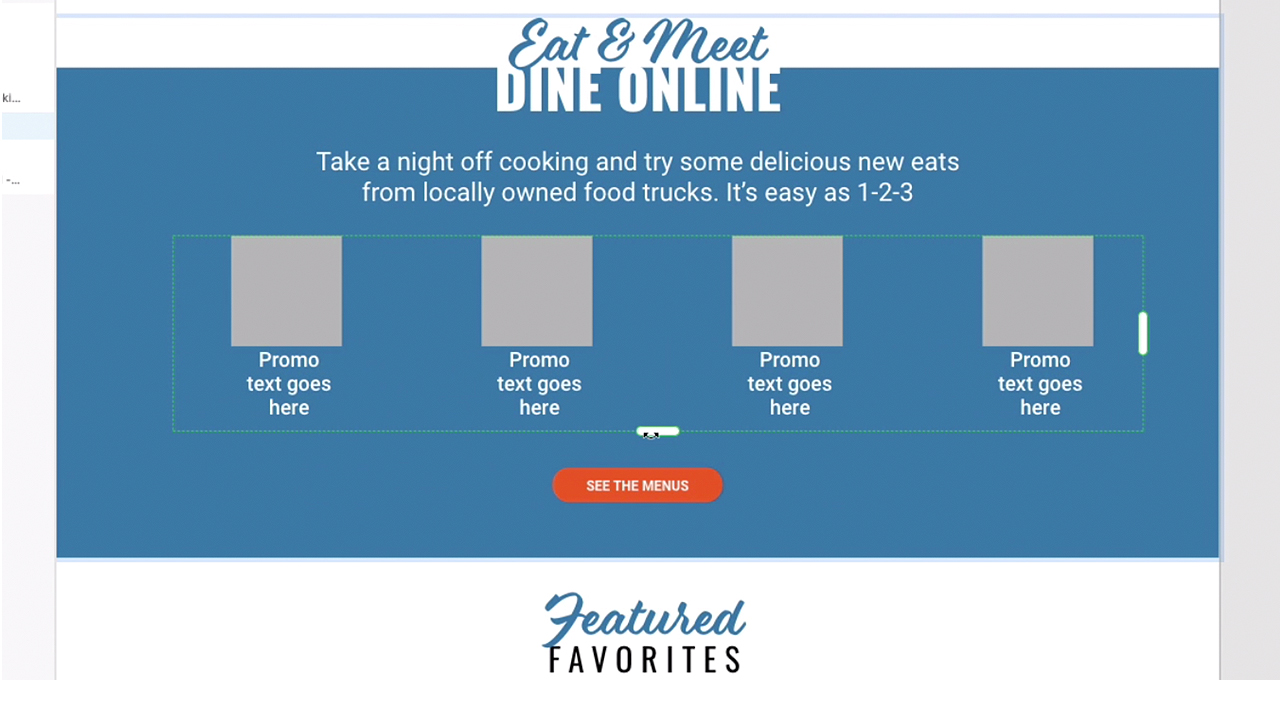 Eat & Meet
DINE ONLINE
ki...
Take a night off cooking and try some delicious new eats
-...
from locally owned food trucks. It's easy as 1-2-3
Promo Promo Promo Promo
text goes text goes text goes text goes
here here here here
SEE THE MENUS
Featured
FAVORITES